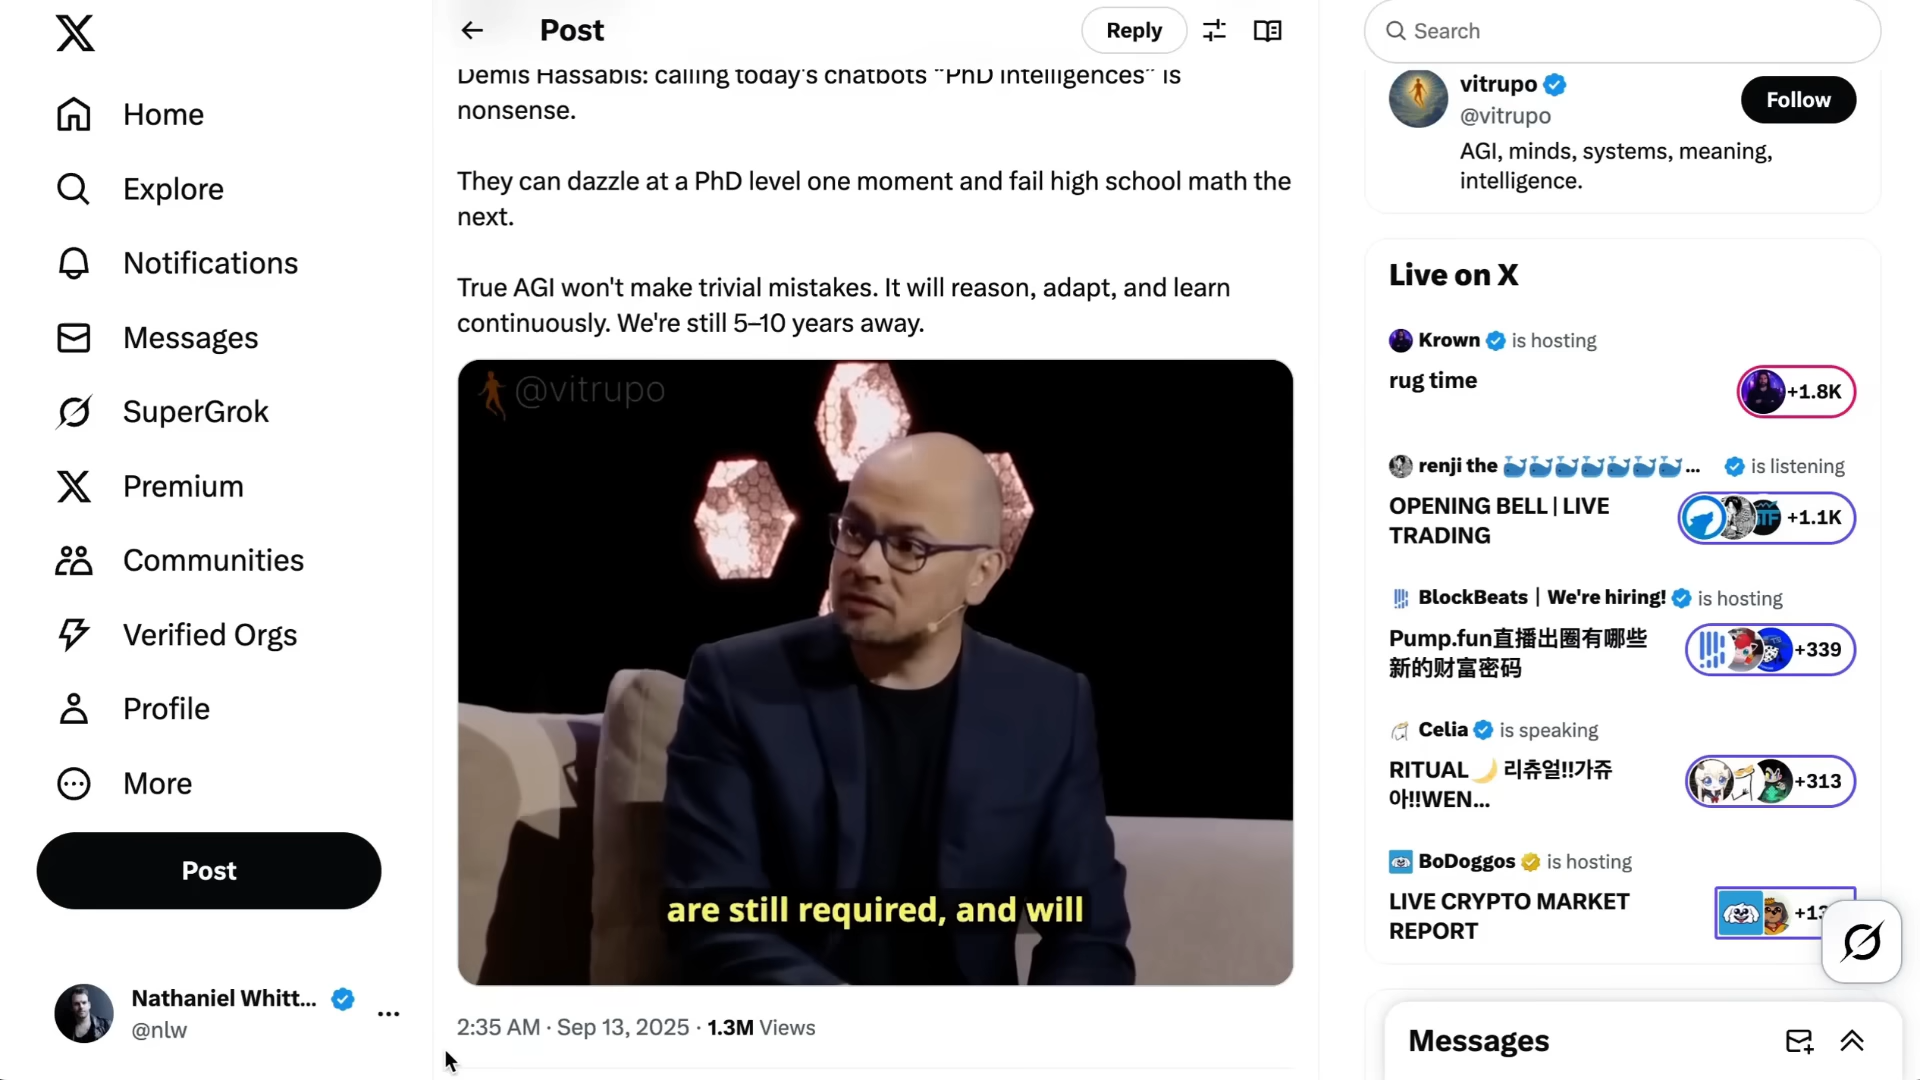 Home
Explore
Notifications
Messages
SuperGrok
Premium
Communities
Verified Orgs
Profile
More
Post
Nathaniel Whitt...
@nlw
Post
Reply
Demis Hassabis: calling today's chatbots "PhD intelligences" is
nonsense.
They can dazzle at a PhD level one moment and fail high school math the
next.
True AGI won't make trivial mistakes. It will reason, adapt, and learn
continuously. We're still 5–10 years away.
@vitrupo
are still required, and will
2:35 AM · Sep 13, 2025 · 1.3M Views
Search
vitrupo
@vitrupo
Follow
AGI, minds, systems, meaning,
intelligence.
Live on X
Krown is hosting
rug time
+1.8K
renji the 🐳🐳🐳🐳🐳🐳🐳... is listening
OPENING BELL | LIVE
TRADING
+1.1K
BlockBeats | We're hiring! is hosting
Pump.fun直播出圈有哪些
新的财富密码
+339
Celia is speaking
RITUAL🌙 리츄얼!!가쥬
아!!WEN...
+313
BoDoggos is hosting
LIVE CRYPTO MARKET
REPORT
Messages